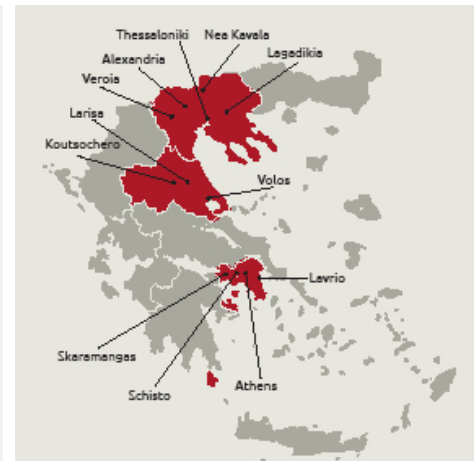 Thessaloniki
Nea Kavala
Alexandria
Lagadikia
Veroia
Larisa
Koutsochero
Volos
Lavrio
Skaramangas
Schisto
Athens